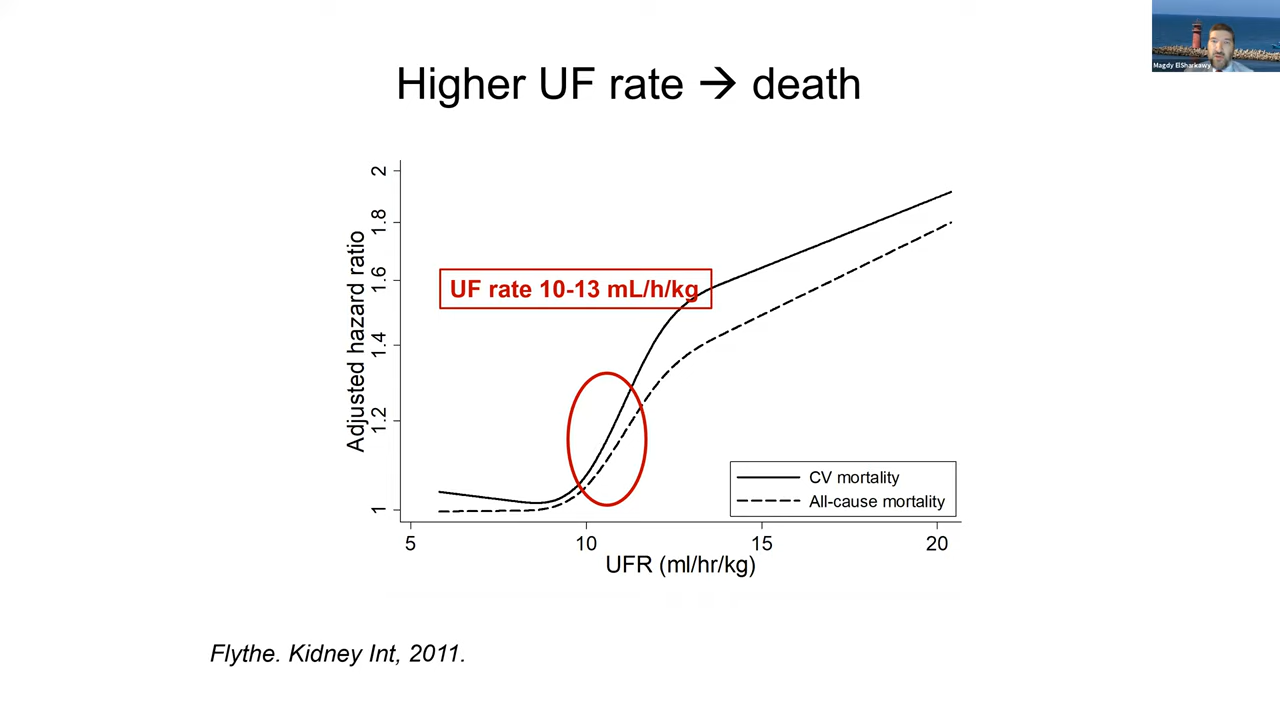 Magdy ElSharkawy
Higher UF rate → death
Adjusted hazard ratio
2
1.8
1.6
1.4
1.2
1
UF rate 10-13 mL/h/kg
CV mortality
All-cause mortality
5 10 15 20
UFR (ml/hr/kg)
Flythe. Kidney Int, 2011.